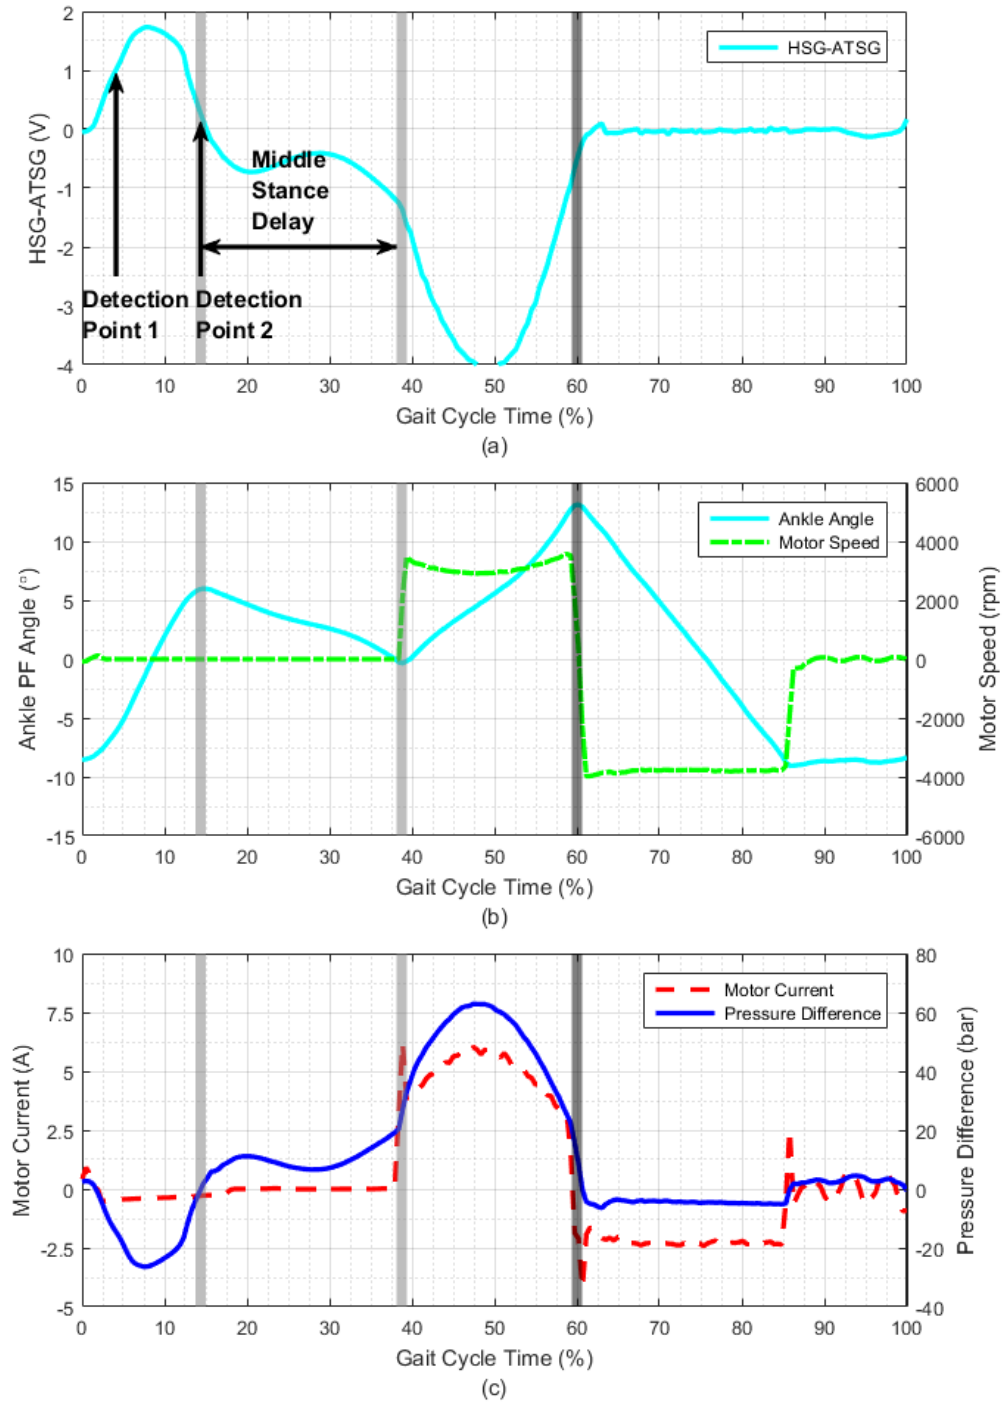 2
1
0
-1
-2
-3
-4
HSG-ATSG (V)
HSG-ATSG
Middle
Stance
Delay
Detection Detection
Point 1 Point 2
0 10 20 30 40 50 60 70 80 90 100
Gait Cycle Time (%)
(a)
15
10
5
0
-5
-10
-15
Ankle PF Angle (°)
Ankle Angle
Motor Speed
6000
4000
2000
0
-2000
-4000
-6000
Motor Speed (rpm)
0 10 20 30 40 50 60 70 80 90 100
Gait Cycle Time (%)
(b)
10
7.5
5
2.5
0
-2.5
-5
Motor Current (A)
Motor Current
Pressure Difference
80
60
40
20
0
-20
-40
Pressure Difference (bar)
0 10 20 30 40 50 60 70 80 90 100
Gait Cycle Time (%)
(c)